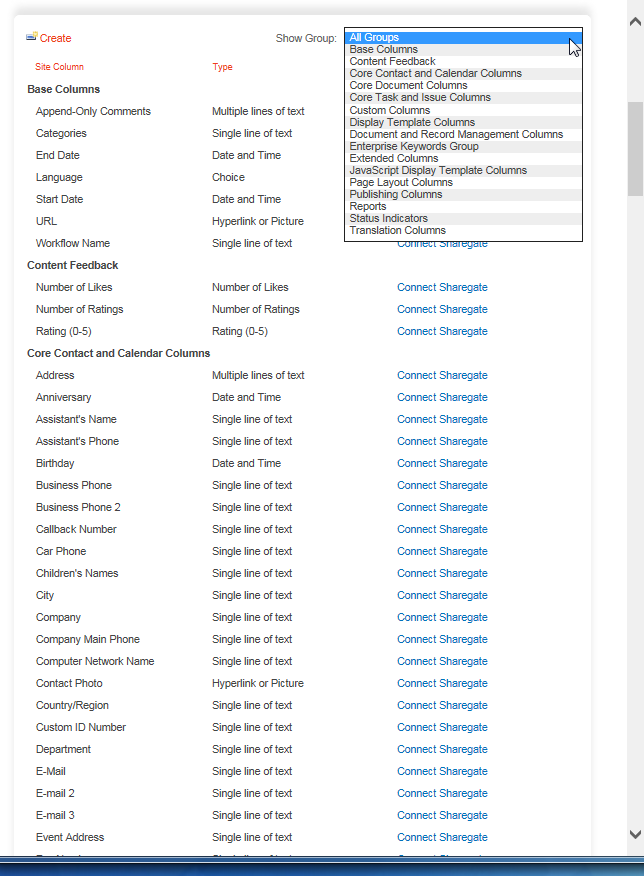 Create Show Group: All Groups
Base Columns
Content Feedback
Core Contact and Calendar Columns
Core Document Columns
Core Task and Issue Columns
Custom Columns
Display Template Columns
Document and Record Management Columns
Enterprise Keywords Group
Extended Columns
JavaScript Display Template Columns
Page Layout Columns
Publishing Columns
Reports
Status Indicators
Translation Columns
Site Column Type
Base Columns
Append-Only Comments Multiple lines of text
Categories Single line of text
End Date Date and Time
Language Choice
Start Date Date and Time
URL Hyperlink or Picture
Workflow Name Single line of text Connect Sharegate
Content Feedback
Number of Likes Number of Likes Connect Sharegate
Number of Ratings Number of Ratings Connect Sharegate
Rating (0-5) Rating (0-5) Connect Sharegate
Core Contact and Calendar Columns
Address Multiple lines of text Connect Sharegate
Anniversary Date and Time Connect Sharegate
Assistant's Name Single line of text Connect Sharegate
Assistant's Phone Single line of text Connect Sharegate
Birthday Date and Time Connect Sharegate
Business Phone Single line of text Connect Sharegate
Business Phone 2 Single line of text Connect Sharegate
Callback Number Single line of text Connect Sharegate
Car Phone Single line of text Connect Sharegate
Children's Names Single line of text Connect Sharegate
City Single line of text Connect Sharegate
Company Single line of text Connect Sharegate
Company Main Phone Single line of text Connect Sharegate
Computer Network Name Single line of text Connect Sharegate
Contact Photo Hyperlink or Picture Connect Sharegate
Country/Region Single line of text Connect Sharegate
Custom ID Number Single line of text Connect Sharegate
Department Single line of text Connect Sharegate
E-Mail Single line of text Connect Sharegate
E-mail 2 Single line of text Connect Sharegate
E-mail 3 Single line of text Connect Sharegate
Event Address Single line of text Connect Sharegate